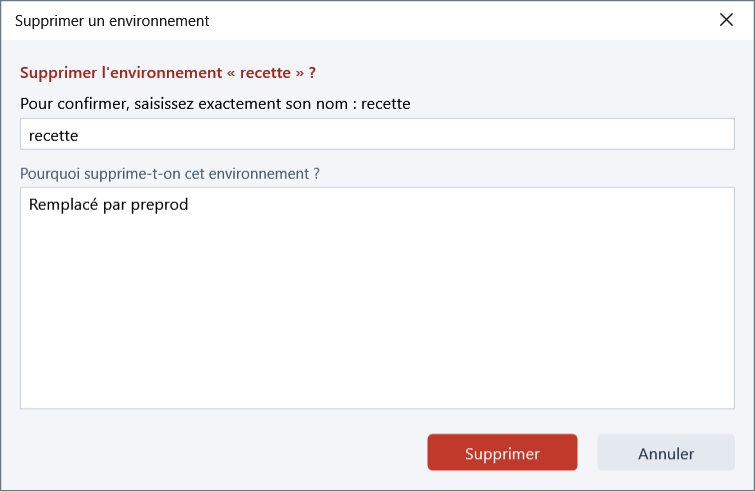 Supprimer un environnement
Supprimer l'environnement « recette » ?
Pour confirmer, saisissez exactement son nom : recette
recette
Pourquoi supprime-t-on cet environnement ?
Remplacé par preprod
Supprimer
Annuler